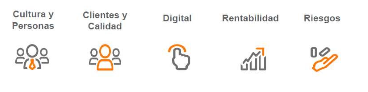 Cultura y
Personas
Clientes y
Calidad
Digital
Rentabilidad
Riesgos